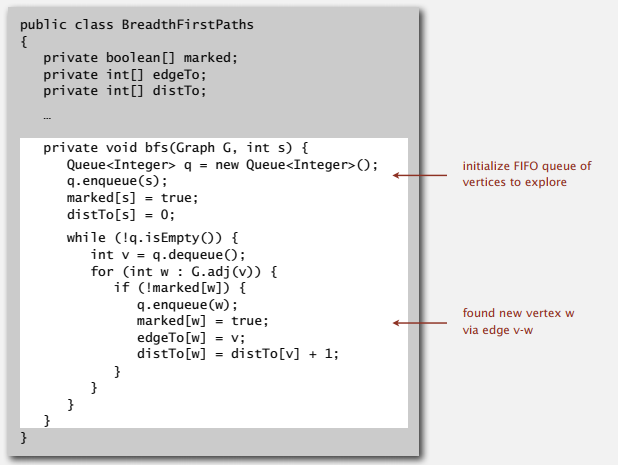 public class BreadthFirstPaths
{
   private boolean[] marked;
   private int[] edgeTo;
   private int[] distTo;
   …
   private void bfs(Graph G, int s) {
      Queue<Integer> q = new Queue<Integer>();
      q.enqueue(s);
      marked[s] = true;
      distTo[s] = 0;
      while (!q.isEmpty()) {
         int v = q.dequeue();
         for (int w : G.adj(v)) {
            if (!marked[w]) {
               q.enqueue(w);
               marked[w] = true;
               edgeTo[w] = v;
               distTo[w] = distTo[v] + 1;
            }
         }
      }
   }
}
initialize FIFO queue of
vertices to explore
found new vertex w
via edge v-w